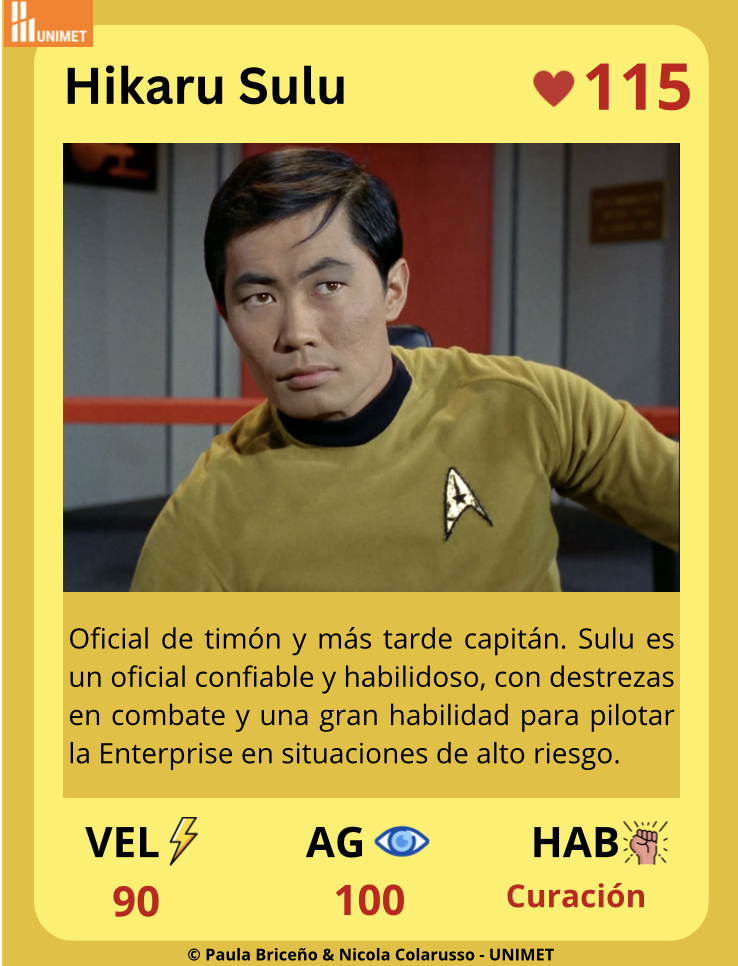 UNIMET
Hikaru Sulu
115
Oficial de timón y más tarde capitán. Sulu es
un oficial confiable y habilidoso, con destrezas
en combate y una gran habilidad para pilotar
la Enterprise en situaciones de alto riesgo.
VEL AG HAB
90 100 Curación
© Paula Briceño & Nicola Colarusso - UNIMET